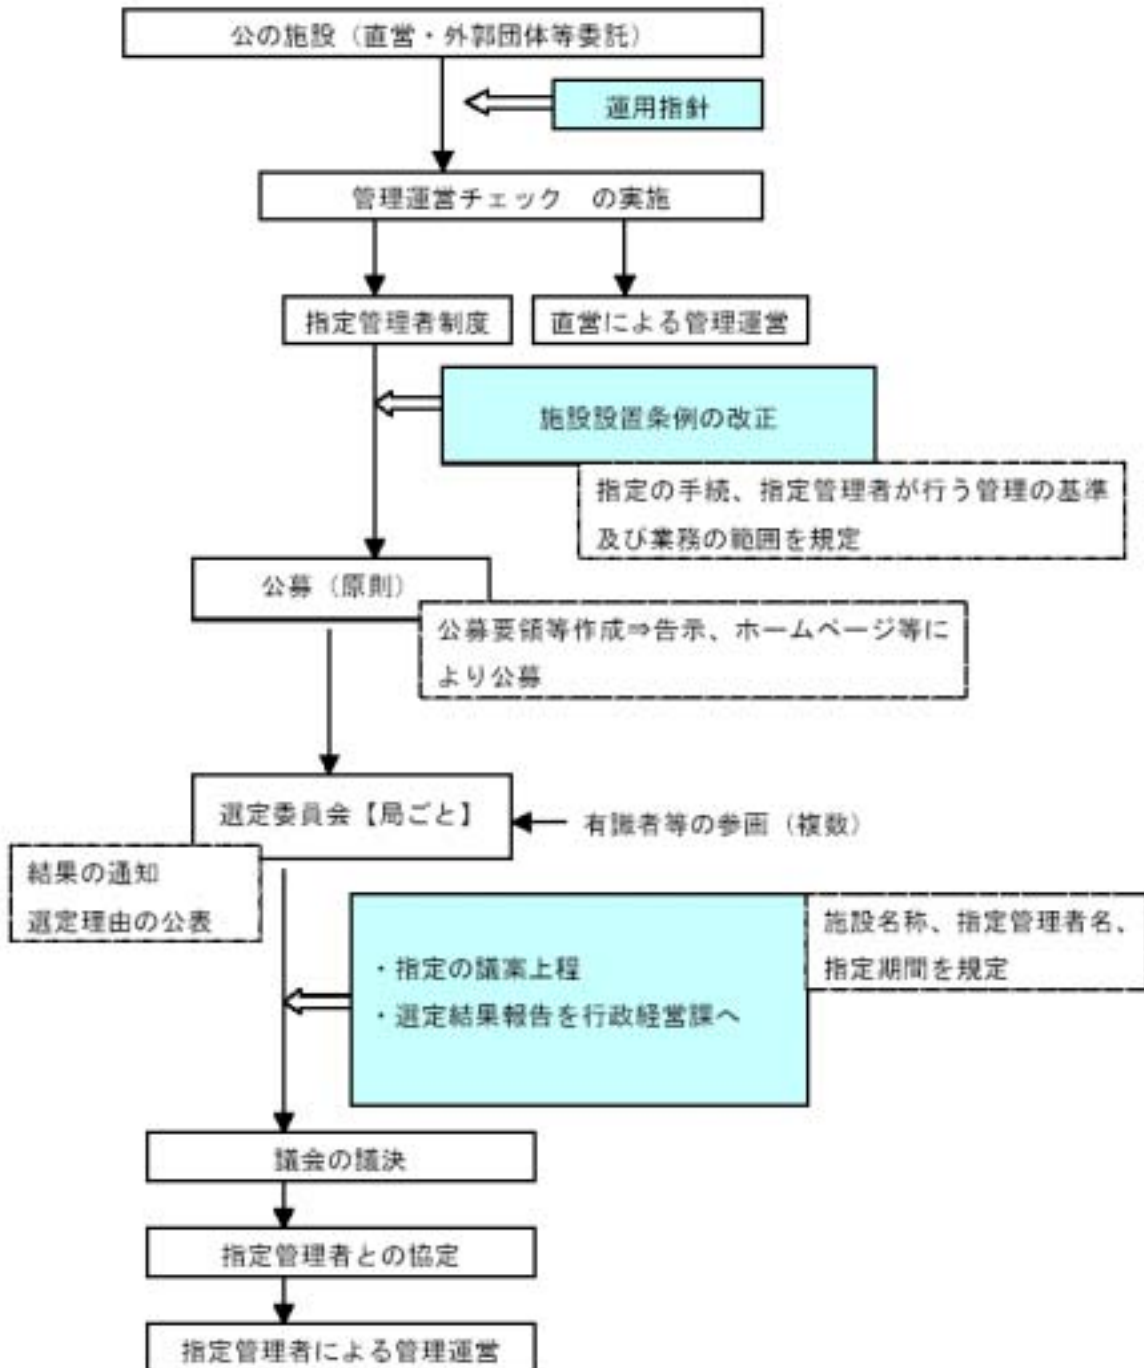 公の施設（直営・外郭団体等委託）
運用指針
管理運営チェック　の実施
指定管理者制度
直営による管理運営
施設設置条例の改正
指定の手続、指定管理者が行う管理の基準
及び業務の範囲を規定
公募（原則）
公募要領等作成⇒告示、ホームページ等に
より公募
選定委員会【局ごと】
有識者等の参画（複数）
結果の通知
選定理由の公表
・指定の議案上程
・選定結果報告を行政経営課へ
施設名称、指定管理者名、
指定期間を規定
議会の議決
指定管理者との協定
指定管理者による管理運営